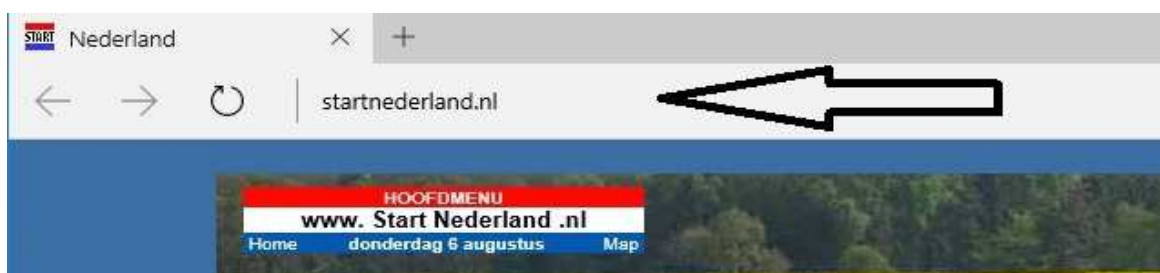 START Nederland
startnederland.nl
HOOFDMENU
www. Start Nederland .nl
Home donderdag 6 augustus Map